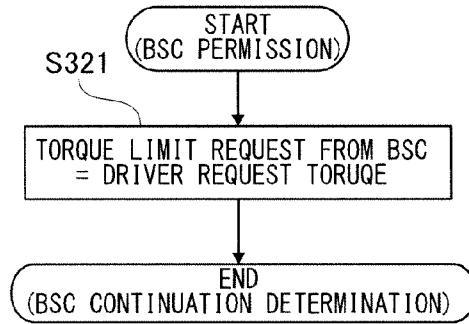 START
(BSC PERMISSION)
S321
TORQUE LIMIT REQUEST FROM BSC
= DRIVER REQUEST TORUQE
END
(BSC CONTINUATION DETERMINATION)